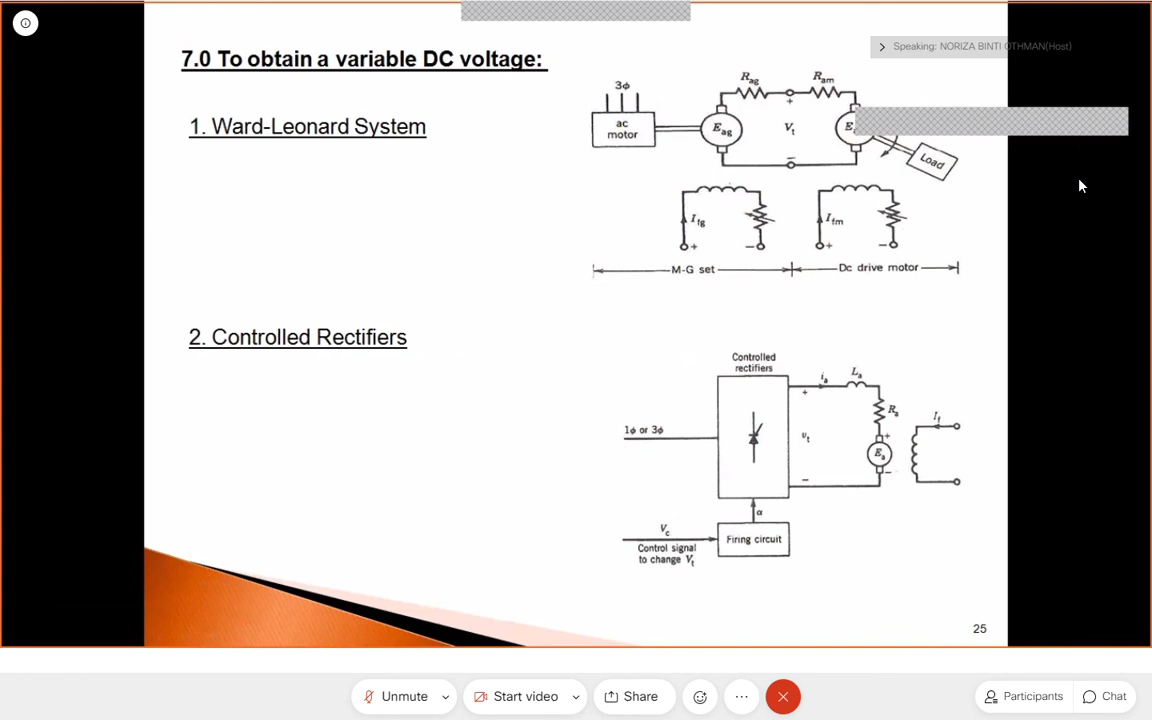 Speaking: NORIZA BINTI OTHMAN(Host)
7.0 To obtain a variable DC voltage:
1. Ward-Leonard System
3ϕ
ac
motor
Rag
Ram
+
Eag
Vt
−
Load
Ifg
+
−
Ifm
+
−
M-G set
Dc drive motor
2. Controlled Rectifiers
Controlled
rectifiers
1ϕ or 3ϕ
ia
La
+
Ra
vt
+
Ea
−
−
If
α
Vc
Control signal
to change Vt
Firing circuit
25
Unmute
Start video
Share
Participants
Chat